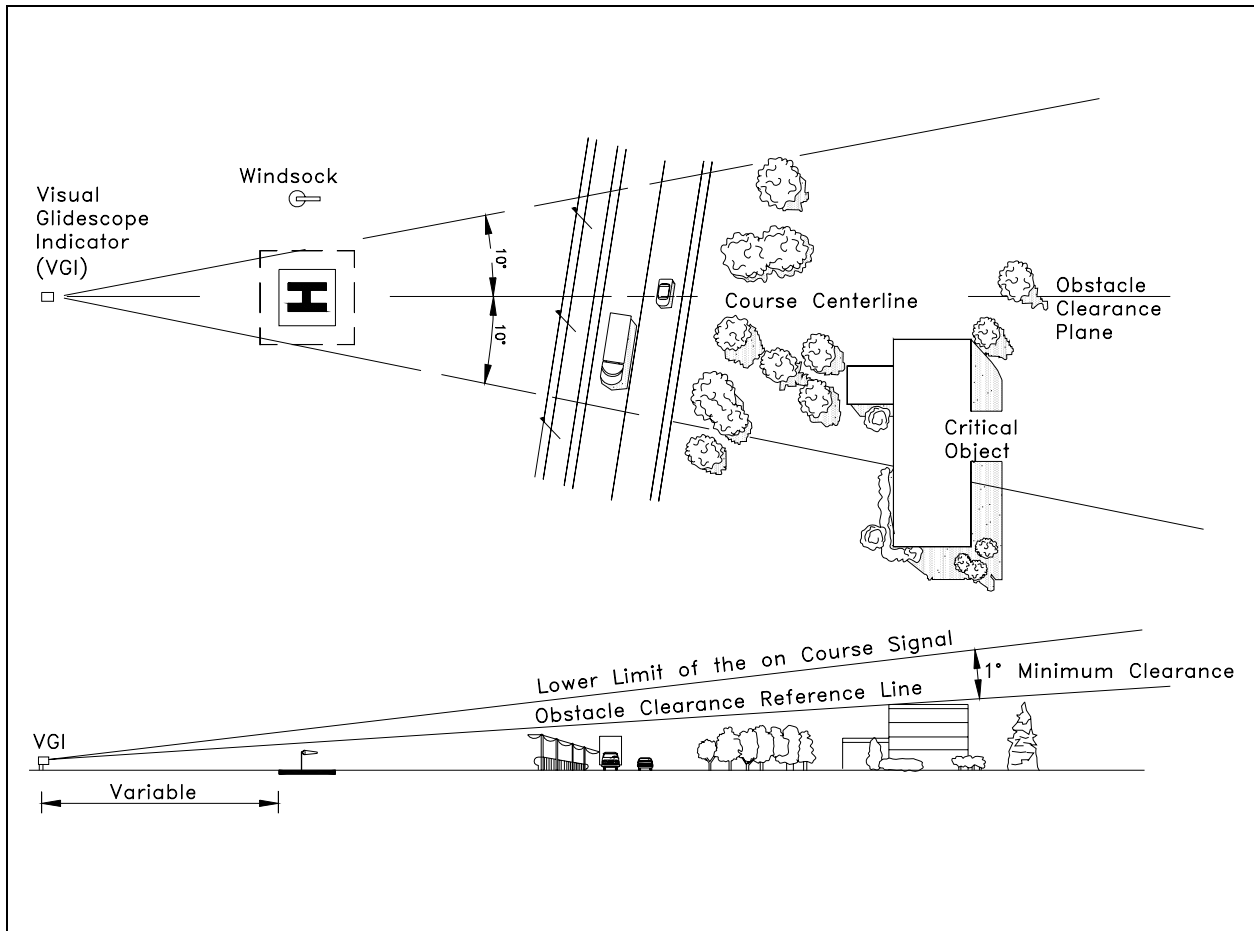 Windsock
Visual
Glidescope
Indicator
(VGI)
H
10°
10°
Course Centerline
Obstacle
Clearance
Plane
Critical
Object
Lower Limit of the on Course Signal
1° Minimum Clearance
Obstacle Clearance Reference Line
VGI
Variable